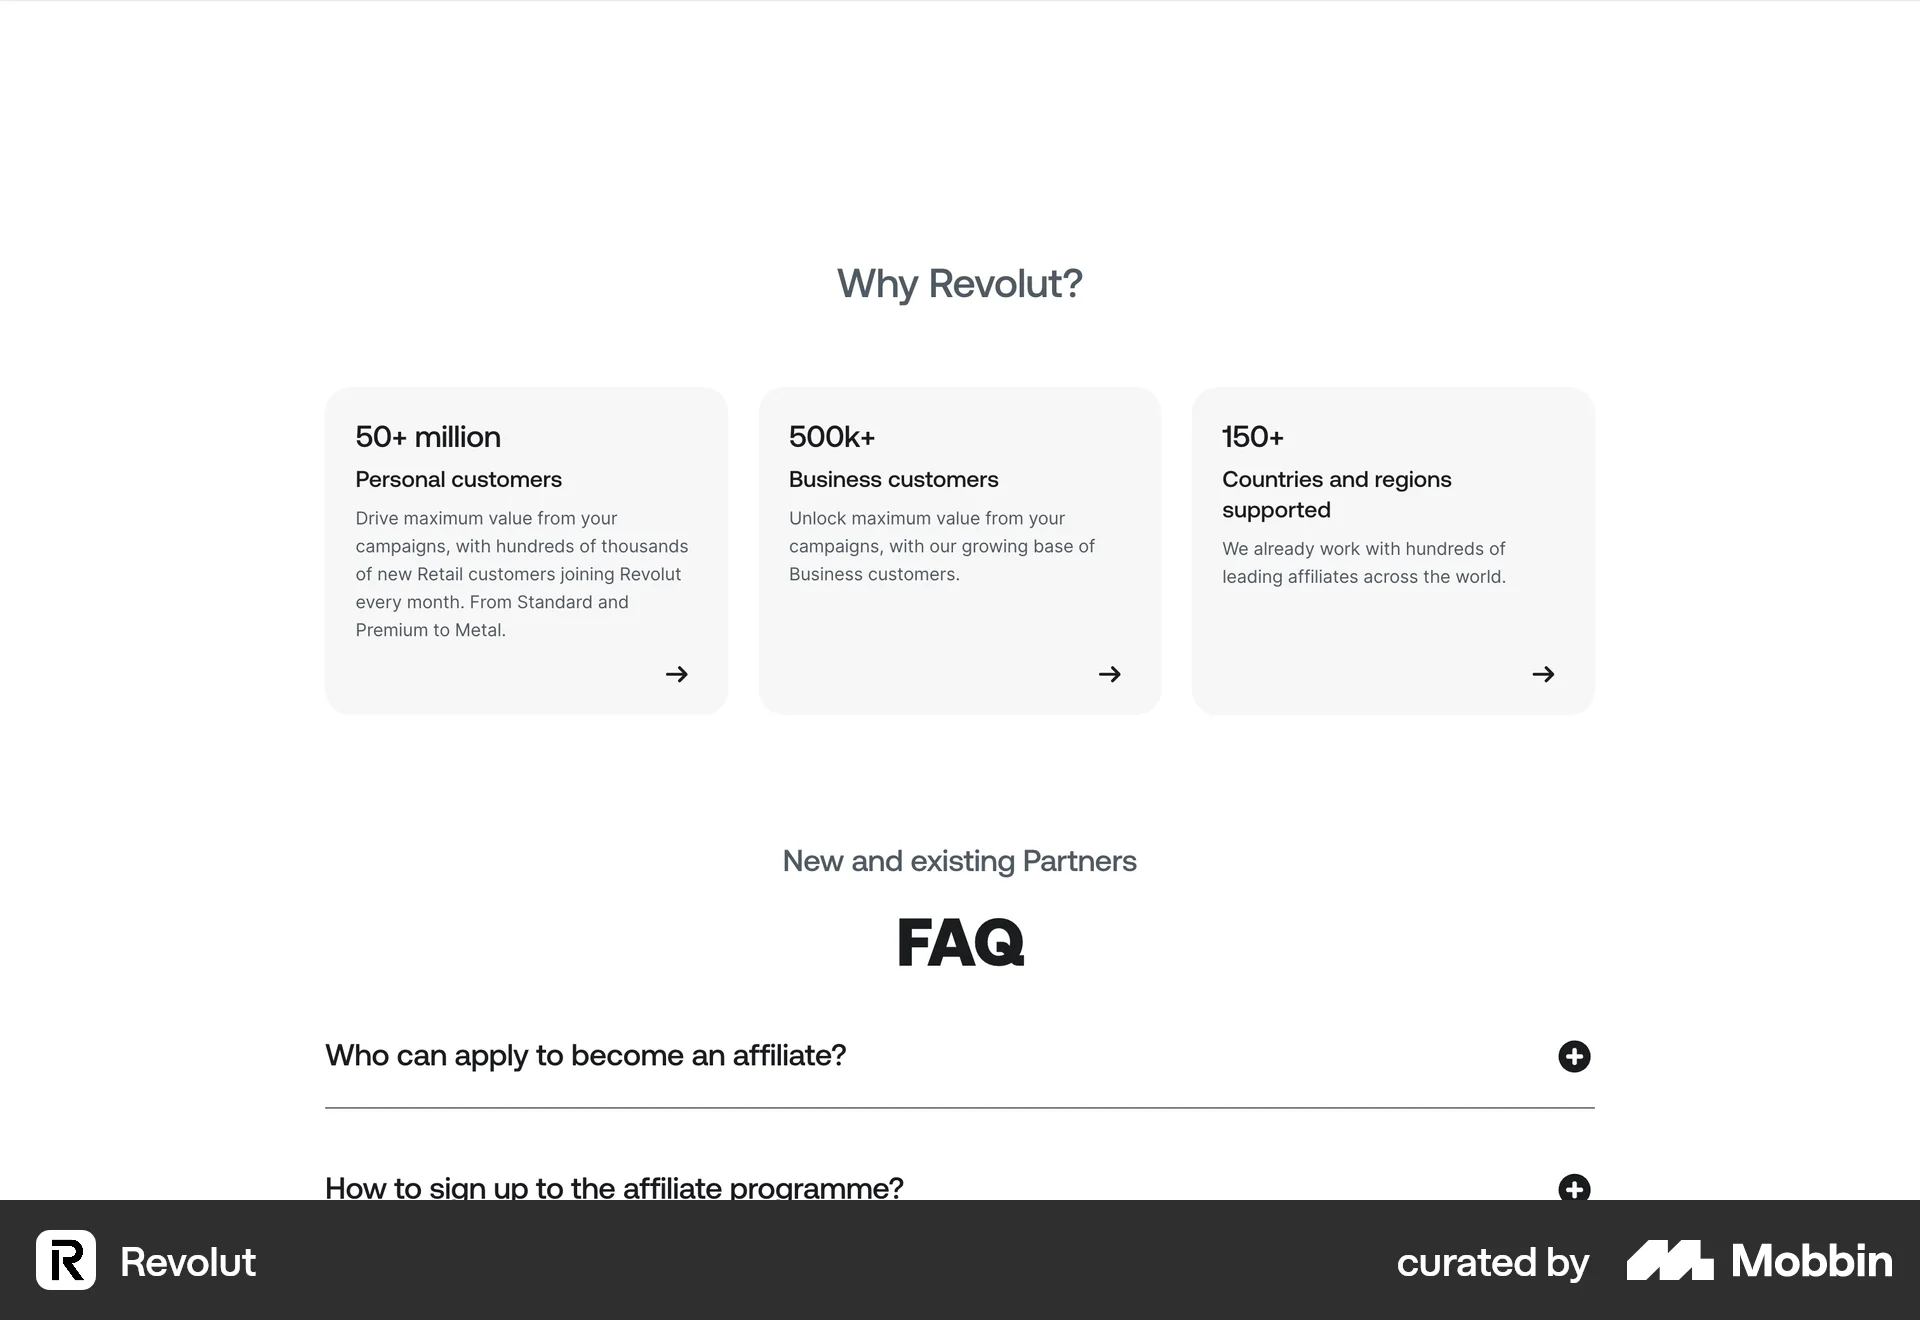 Why Revolut?
50+ million
Personal customers
Drive maximum value from your
campaigns, with hundreds of thousands
of new Retail customers joining Revolut
every month. From Standard and
Premium to Metal.
500k+
Business customers
Unlock maximum value from your
campaigns, with our growing base of
Business customers.
150+
Countries and regions
supported
We already work with hundreds of
leading affiliates across the world.
New and existing Partners
FAQ
Who can apply to become an affiliate?
How to sign up to the affiliate programme?
R Revolut
curated by Mobbin